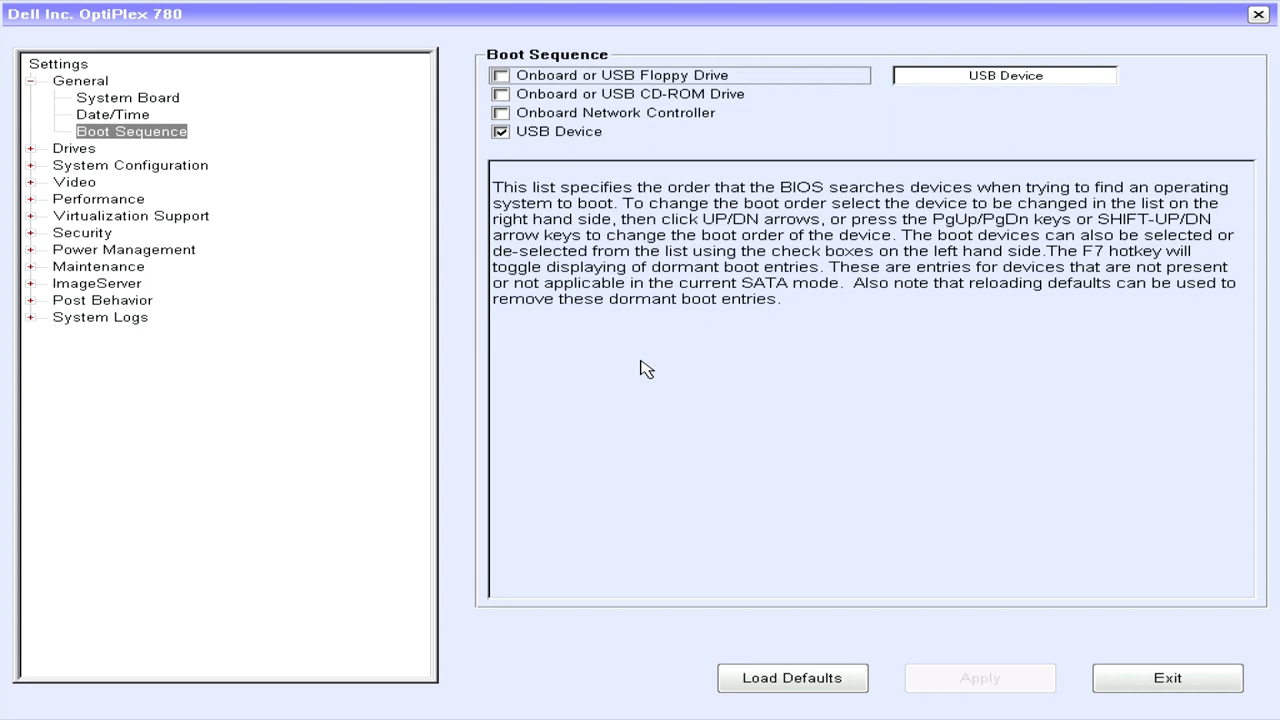 Dell Inc. OptiPlex 780
Settings
General
System Board
Date/Time
Boot Sequence
Drives
System Configuration
Video
Performance
Virtualization Support
Security
Power Management
Maintenance
ImageServer
Post Behavior
System Logs
Boot Sequence
Onboard or USB Floppy Drive
Onboard or USB CD-ROM Drive
Onboard Network Controller
USB Device
USB Device
This list specifies the order that the BIOS searches devices when trying to find an operating
system to boot. To change the boot order select the device to be changed in the list on the
right hand side, then click UP/DN arrows, or press the PgUp/PgDn keys or SHIFT-UP/DN
arrow keys to change the boot order of the device. The boot devices can also be selected or
de-selected from the list using the check boxes on the left hand side.The F7 hotkey will
toggle displaying of dormant boot entries. These are entries for devices that are not present
or not applicable in the current SATA mode.  Also note that reloading defaults can be used to
remove these dormant boot entries.
Load Defaults
Apply
Exit